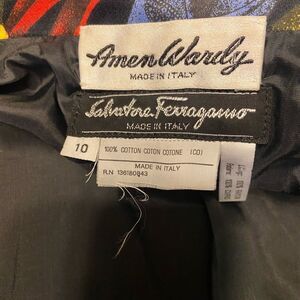 Amen Wardy
MADE IN ITALY
Salvatore Ferragamo
MADE IN ITALY
10
100% COTTON COTON COTONE (CO)
MADE IN ITALY
RN 136180843